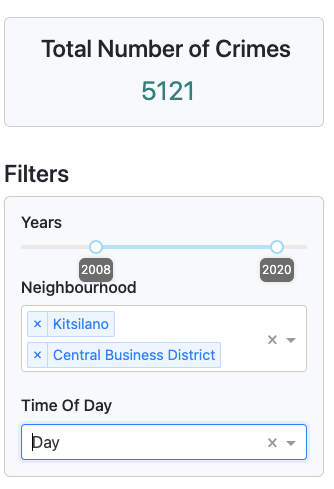 Total Number of Crimes
5121
Filters
Years
2008 2020
Neighbourhood
× Kitsilano
× Central Business District
×
Time Of Day
Day ×